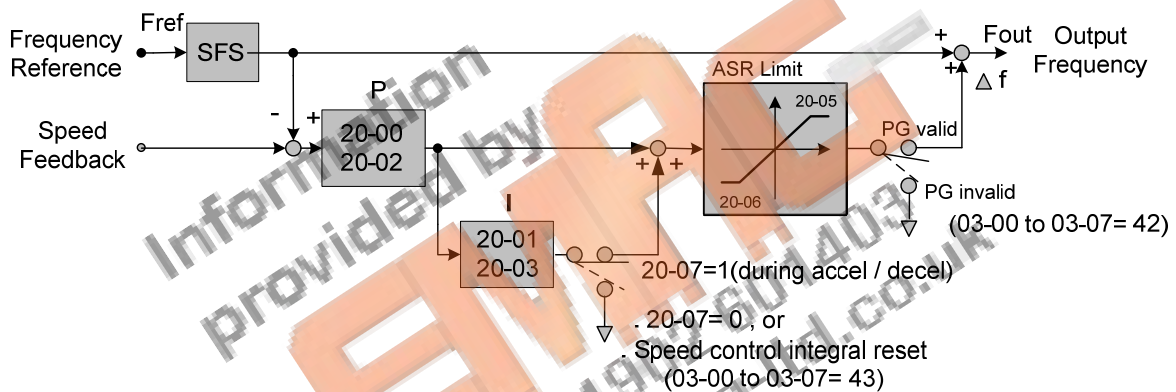 Frequency
Reference
Fref
SFS
Speed
Feedback
-
+
P
20-00
20-02
I
20-01
20-03
+
+
ASR Limit
20-05
20-06
+
+
Fout
Output
Frequency
△ f
PG valid
PG invalid
(03-00 to 03-07= 42)
20-07=1(during accel / decel)
. 20-07= 0 , or
. Speed control integral reset
(03-00 to 03-07= 43)
Information
provided by